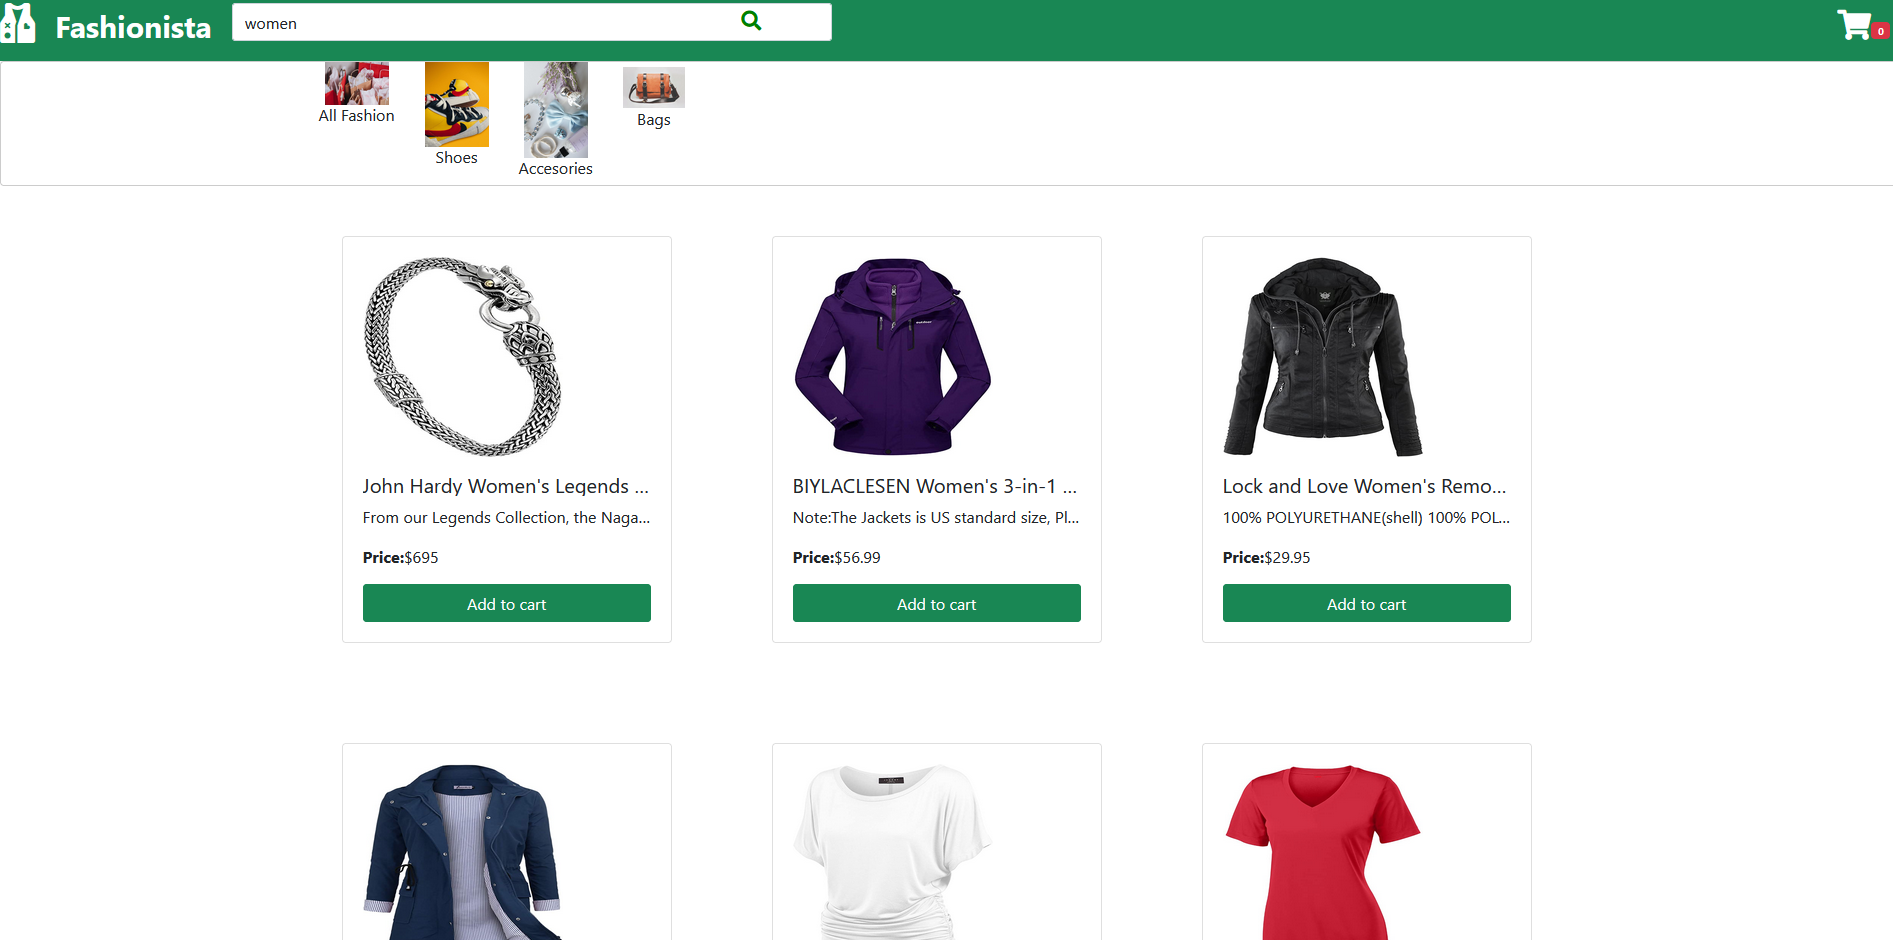 Fashionista
women
0
All Fashion
Shoes
Accesories
Bags
John Hardy Women's Legends ...
From our Legends Collection, the Naga...
Price:$695
Add to cart
BIYLACLESEN Women's 3-in-1 ...
Note:The Jackets is US standard size, Pl...
Price:$56.99
Add to cart
Lock and Love Women's Remo...
100% POLYURETHANE(shell) 100% POL...
Price:$29.95
Add to cart